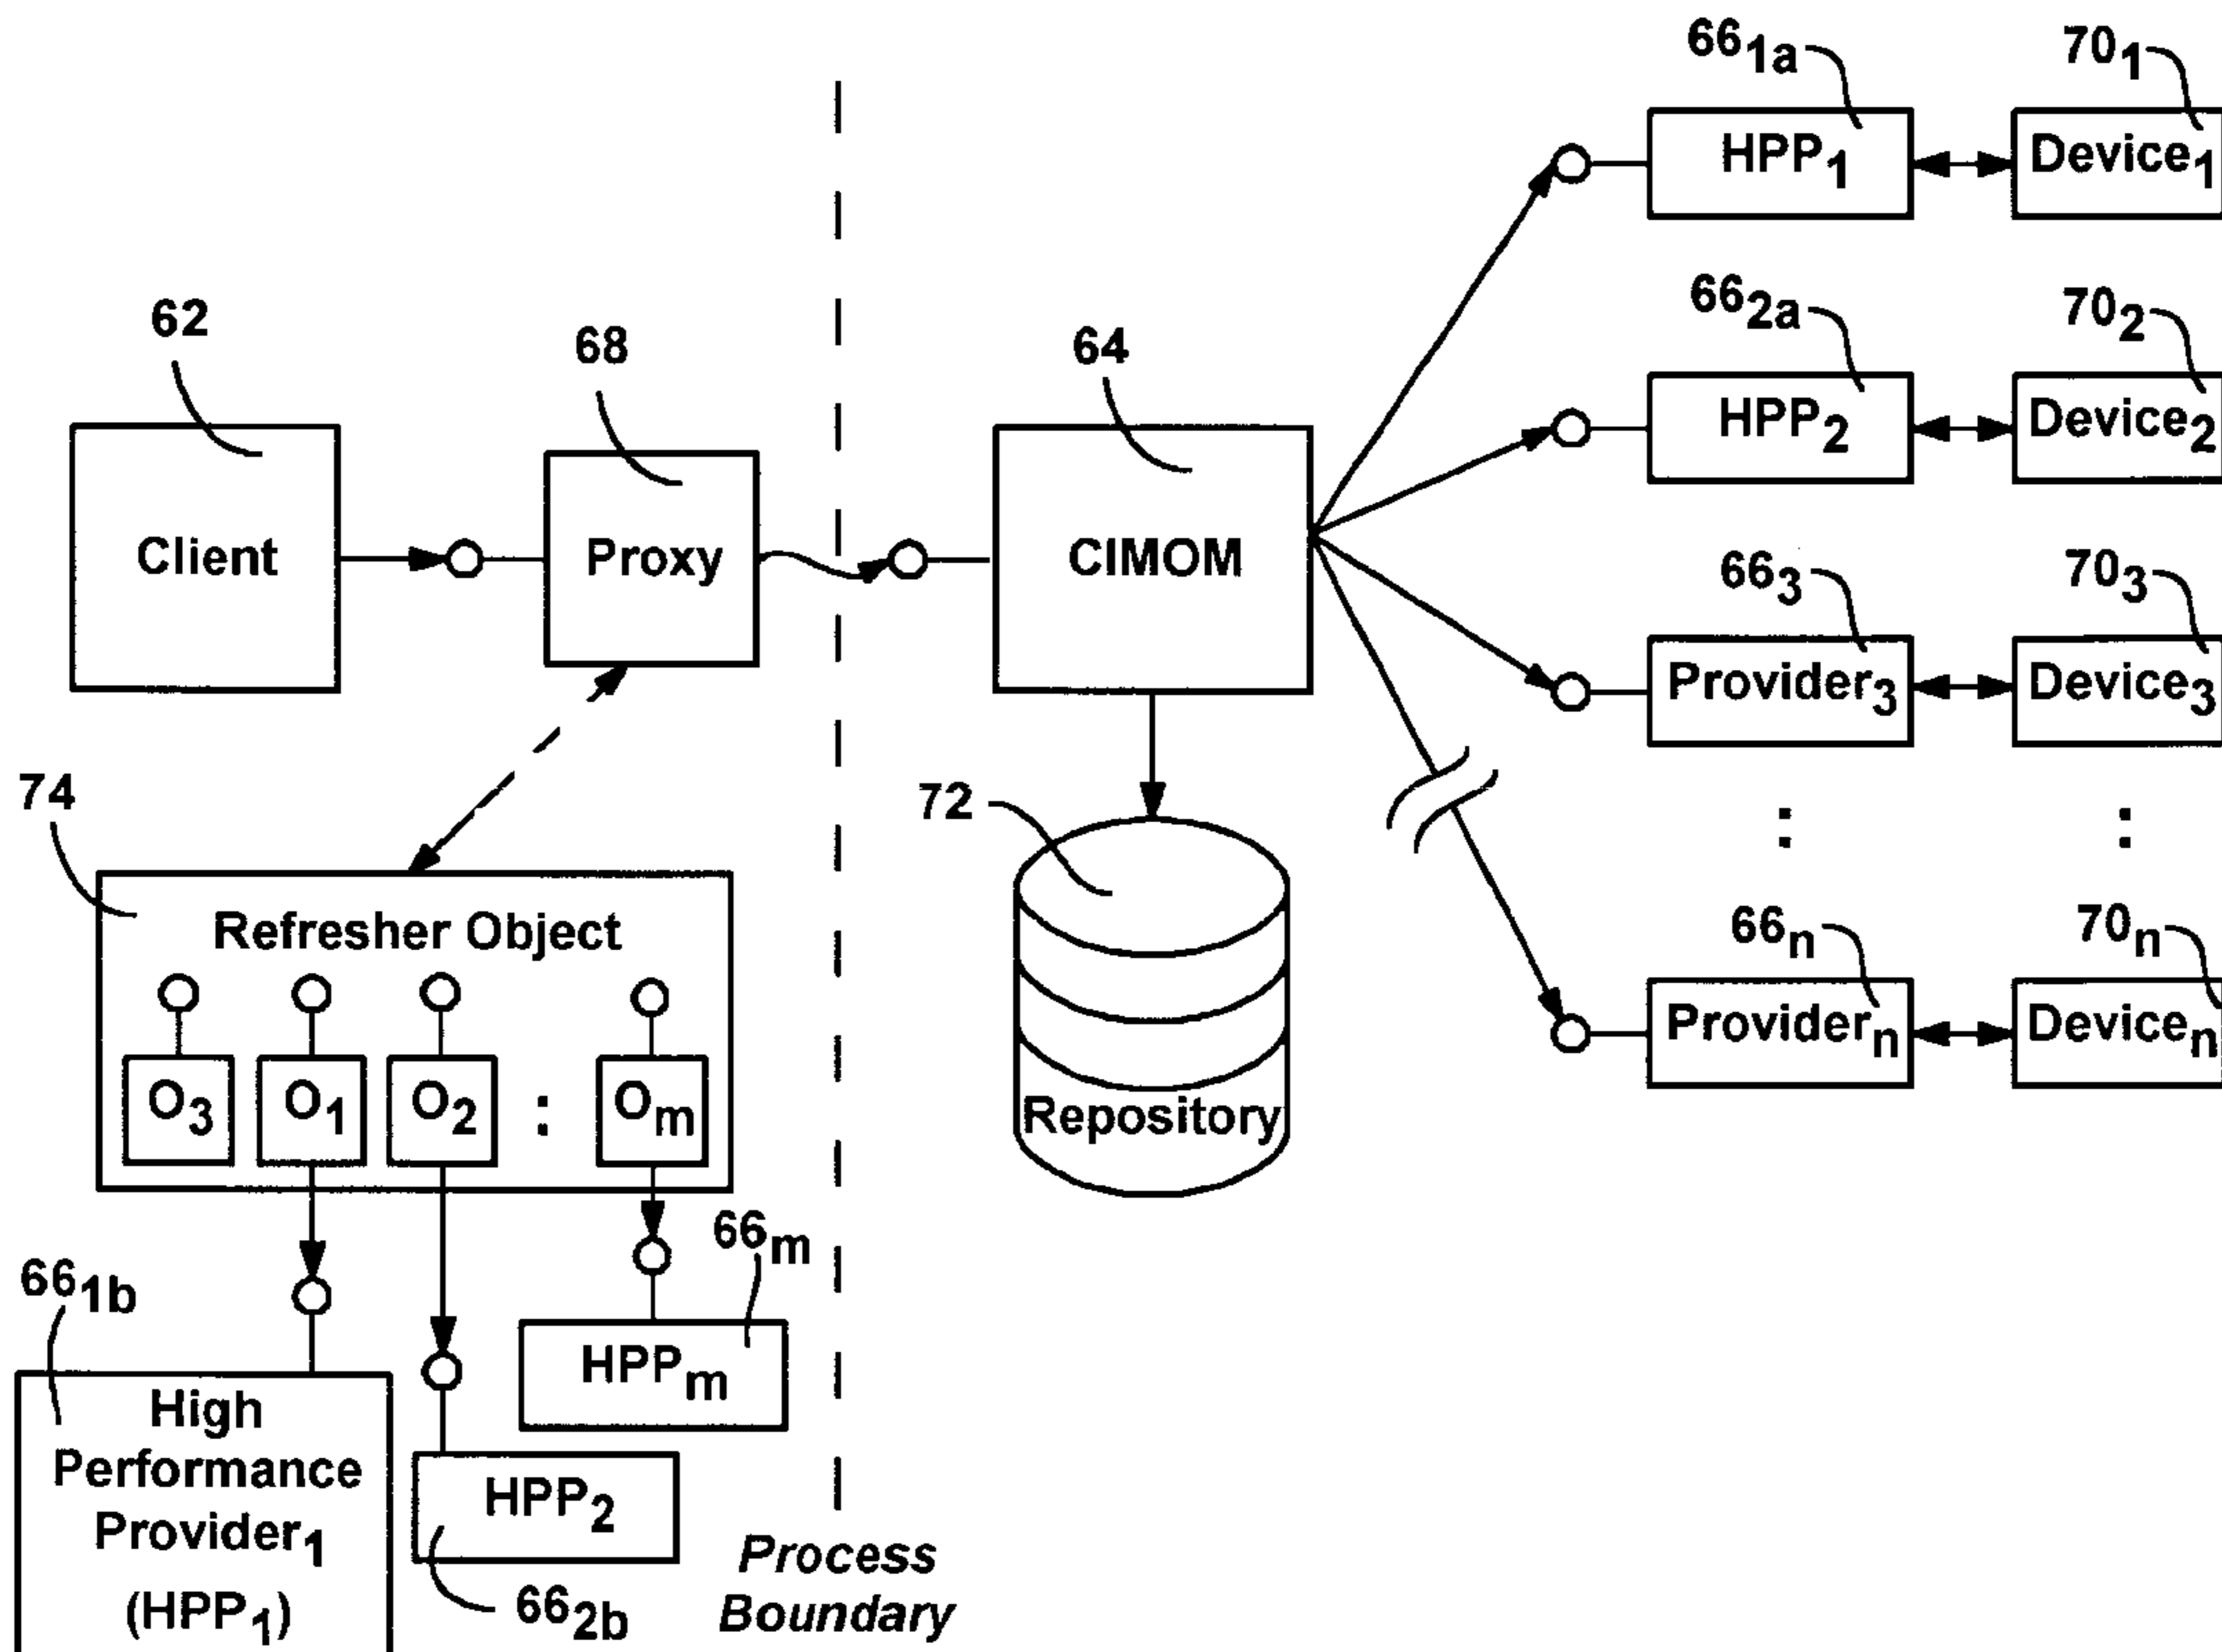 66₁ₐ
70₁
HPP₁
Device₁
62
68
64
66₂ₐ
70₂
HPP₂
Device₂
Client
Proxy
CIMOM
66₃
70₃
Provider₃
Device₃
74
72
:
:
Refresher Object
66ₙ
70ₙ
Providerₙ
Deviceₙ
O₃
O₁
O₂
:
Oₘ
Repository
66₁b
66ₘ
HPPₘ
High
Performance
Provider₁
(HPP₁)
HPP₂
66₂b
Process
Boundary